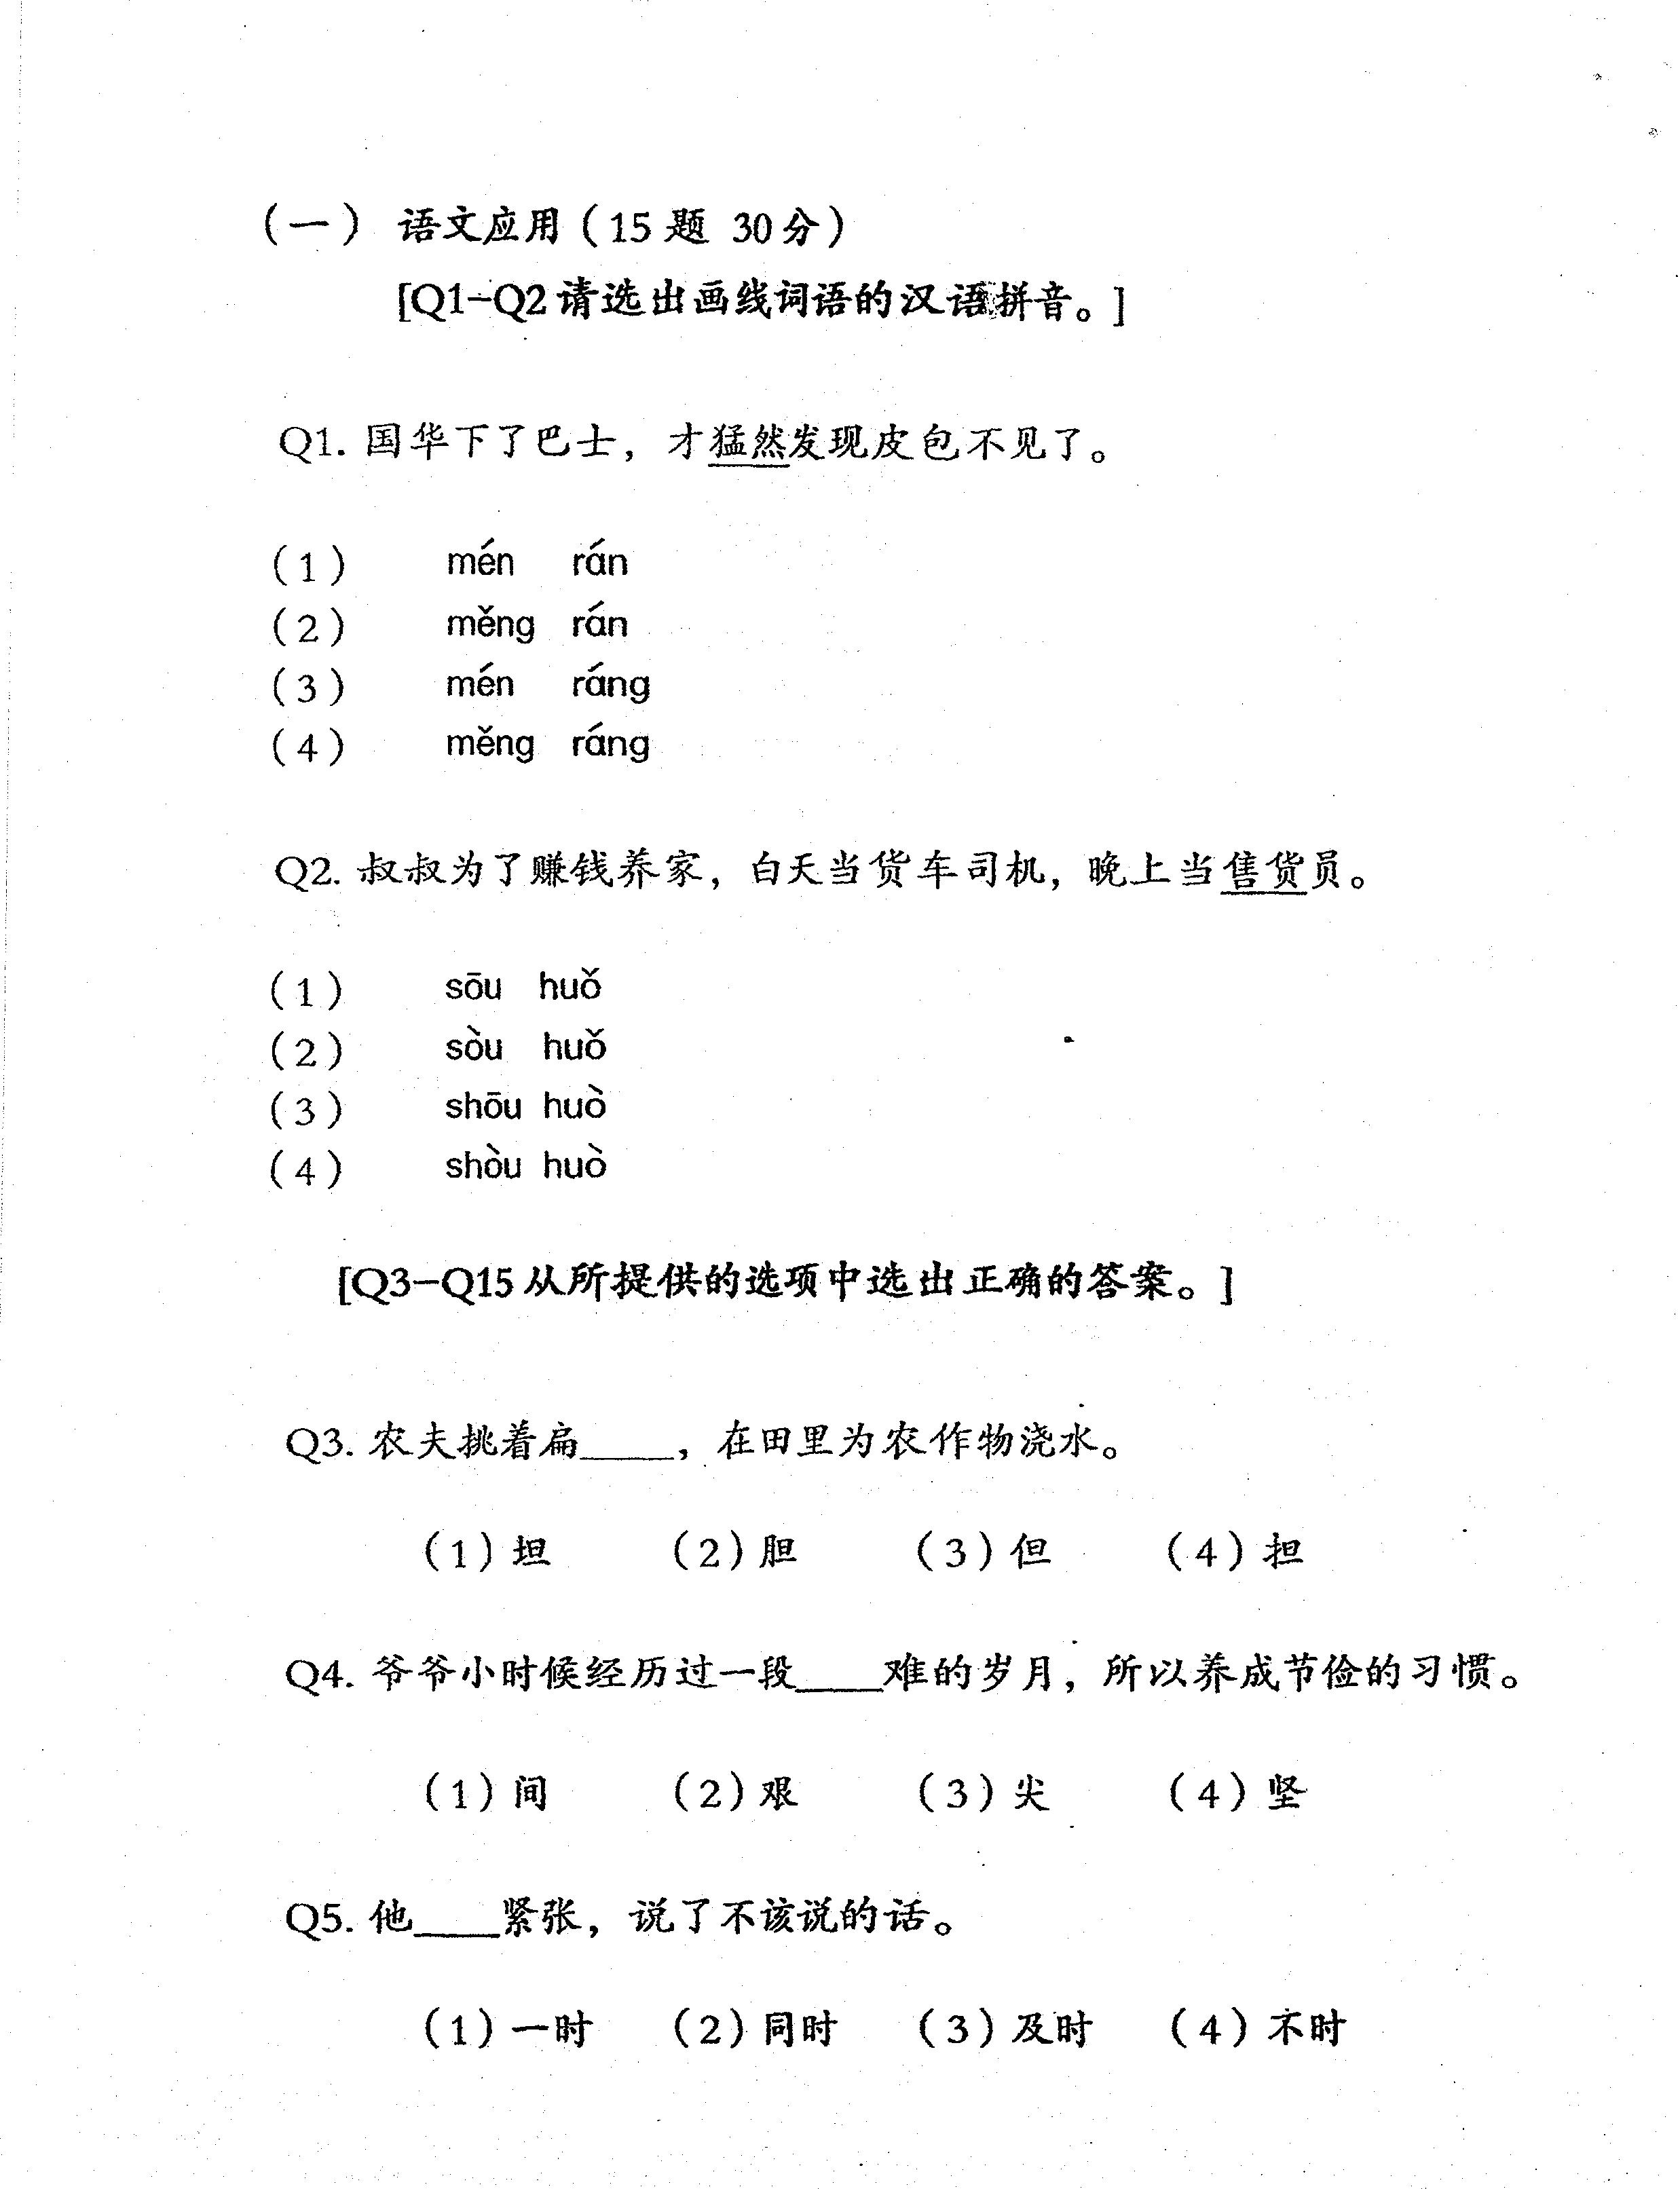 （一） 语文应用（15题 30分）
[Q1-Q2请选出画线词语的汉语拼音。]
Q1. 国华下了巴士，才猛然发现皮包不见了。
（1） mén rán
（2） měng rán
（3） mén ráng
（4） měng ráng
Q2. 叔叔为了赚钱养家，白天当货车司机，晚上当售货员。
（1） sōu huǒ
（2） sòu huǒ
（3） shōu huò
（4） shòu huò
[Q3-Q15从所提供的选项中选出正确的答案。]
Q3. 农夫挑着扁____，在田里为农作物浇水。
（1）坦 （2）胆 （3）但 （4）担
Q4. 爷爷小时候经历过一段____难的岁月，所以养成节俭的习惯。
（1）间 （2）艰 （3）尖 （4）坚
Q5. 他____紧张，说了不该说的话。
（1）一时 （2）同时 （3）及时 （4）不时